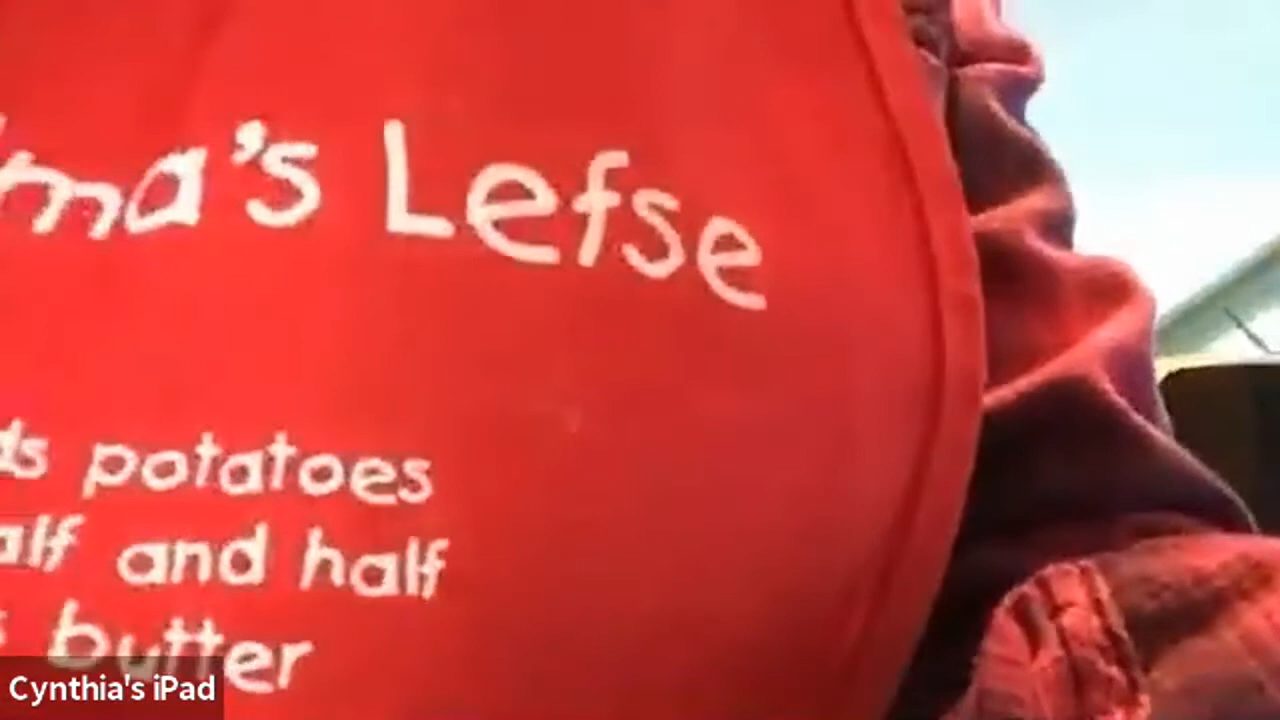 ma's Lefse
ds potatoes
alf and half
s butter
Cynthia's iPad